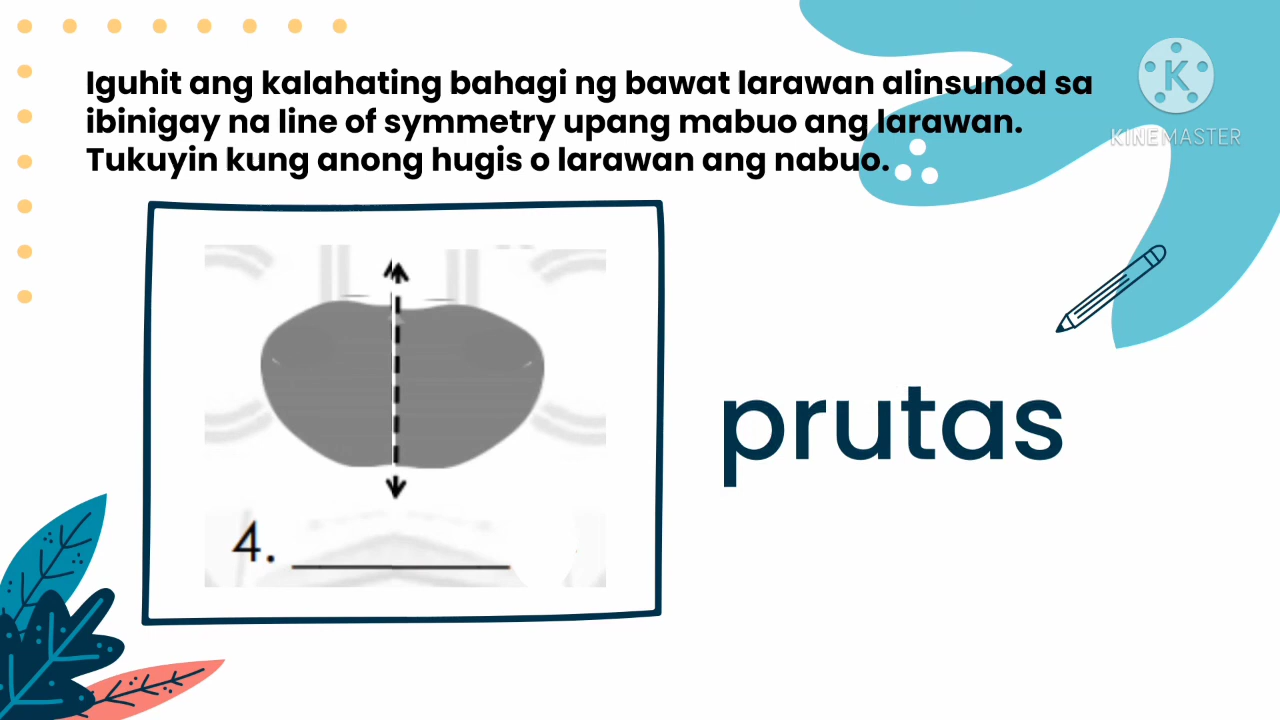 Iguhit ang kalahating bahagi ng bawat larawan alinsunod sa
ibinigay na line of symmetry upang mabuo ang larawan.
Tukuyin kung anong hugis o larawan ang nabuo.
K
KINEMASTER
prutas
4.